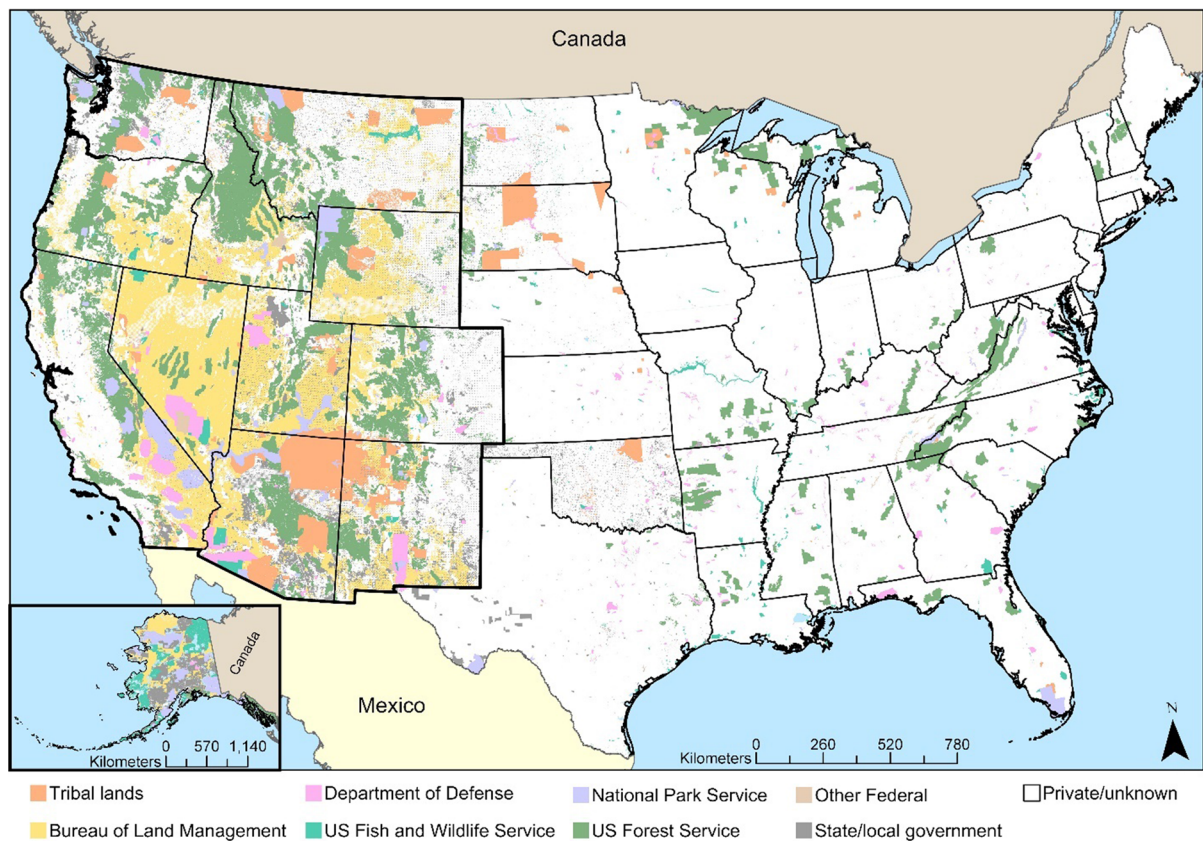 Canada
Canada
Mexico
N
0 570 1,140
Kilometers
0 260 520 780
Kilometers
Tribal lands Department of Defense National Park Service Other Federal Private/unknown
Bureau of Land Management US Fish and Wildlife Service US Forest Service State/local government